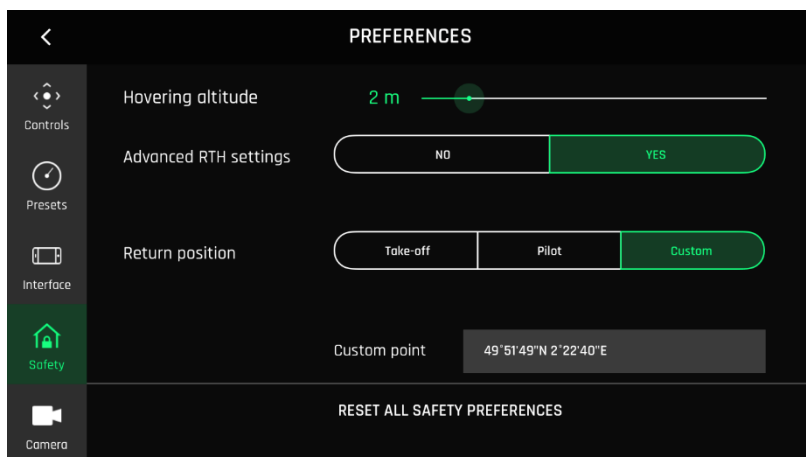 PREFERENCES
Controls
Presets
Interface
Safety
Camera
Hovering altitude
2 m
Advanced RTH settings
NO
YES
Return position
Take-off
Pilot
Custom
Custom point
49°51'49"N 2°22'40"E
RESET ALL SAFETY PREFERENCES